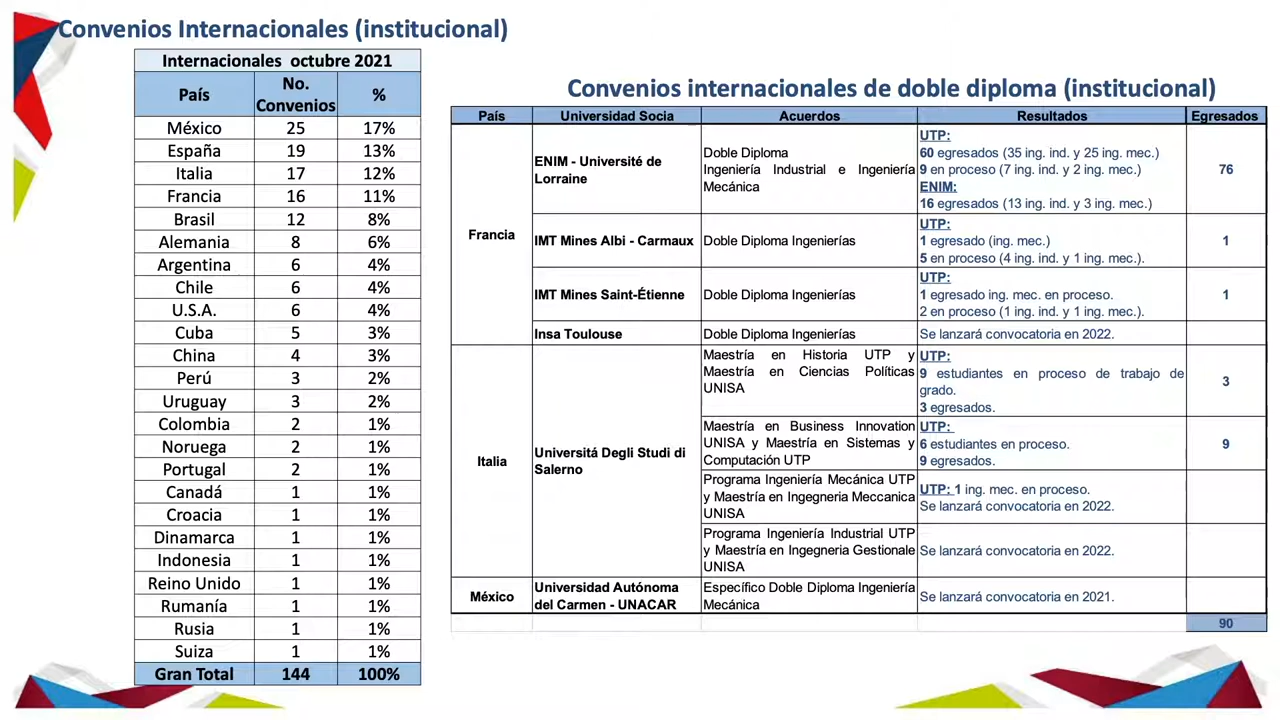 Convenios Internacionales (institucional)
Internacionales octubre 2021
País No. Convenios %
México 25 17%
España 19 13%
Italia 17 12%
Francia 16 11%
Brasil 12 8%
Alemania 8 6%
Argentina 6 4%
Chile 6 4%
U.S.A. 6 4%
Cuba 5 3%
China 4 3%
Perú 3 2%
Uruguay 3 2%
Colombia 2 1%
Noruega 2 1%
Portugal 2 1%
Canadá 1 1%
Croacia 1 1%
Dinamarca 1 1%
Indonesia 1 1%
Reino Unido 1 1%
Rumanía 1 1%
Rusia 1 1%
Suiza 1 1%
Gran Total 144 100%
Convenios internacionales de doble diploma (institucional)
País Universidad Socia Acuerdos Resultados Egresados
Francia
ENIM - Université de
Lorraine
Doble Diploma
Ingeniería Industrial e Ingeniería
Mecánica
UTP:
60 egresados (35 ing. ind. y 25 ing. mec.)
9 en proceso (7 ing. ind. y 2 ing. mec.)
ENIM:
16 egresados (13 ing. ind. y 3 ing. mec.)
76
IMT Mines Albi - Carmaux
Doble Diploma Ingenierías
UTP:
1 egresado (ing. mec.)
5 en proceso (4 ing. ind. y 1 ing. mec.).
1
IMT Mines Saint-Étienne
Doble Diploma Ingenierías
UTP:
1 egresado ing. mec. en proceso.
2 en proceso (1 ing. ind. y 1 ing. mec.).
1
Insa Toulouse
Doble Diploma Ingenierías
Se lanzará convocatoria en 2022.
Italia
Universitá Degli Studi di
Salerno
Maestría en Historia UTP y
Maestría en Ciencias Políticas
UNISA
UTP:
9 estudiantes en proceso de trabajo de
grado.
3 egresados.
3
Maestría en Business Innovation
UNISA y Maestría en Sistemas y
Computación UTP
UTP:
6 estudiantes en proceso.
9 egresados.
9
Programa Ingeniería Mecánica UTP
y Maestría en Ingegneria Meccanica
UNISA
UTP: 1 ing. mec. en proceso.
Se lanzará convocatoria en 2022.
Programa Ingeniería Industrial UTP
y Maestría en Ingegneria Gestionale
UNISA
Se lanzará convocatoria en 2022.
México
Universidad Autónoma
del Carmen - UNACAR
Específico Doble Diploma Ingeniería
Mecánica
Se lanzará convocatoria en 2021.
90